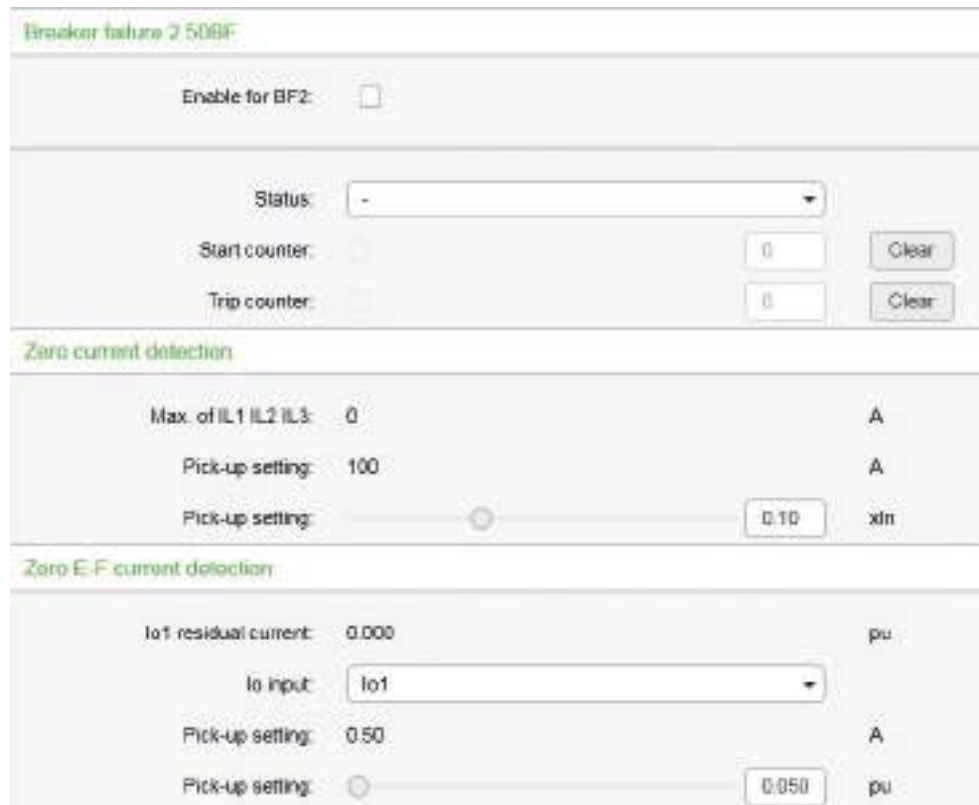 Breaker failure 2 50BF
Enable for BF2:
Status: -
Start counter: 0 Clear
Trip counter: 0 Clear
Zero current detection
Max. of IL1 IL2 IL3: 0 A
Pick-up setting: 100 A
Pick-up setting: 0.10 xIn
Zero E-F current detection
Io1 residual current: 0.000 pu
Io input: Io1
Pick-up setting: 0.50 A
Pick-up setting: 0.050 pu